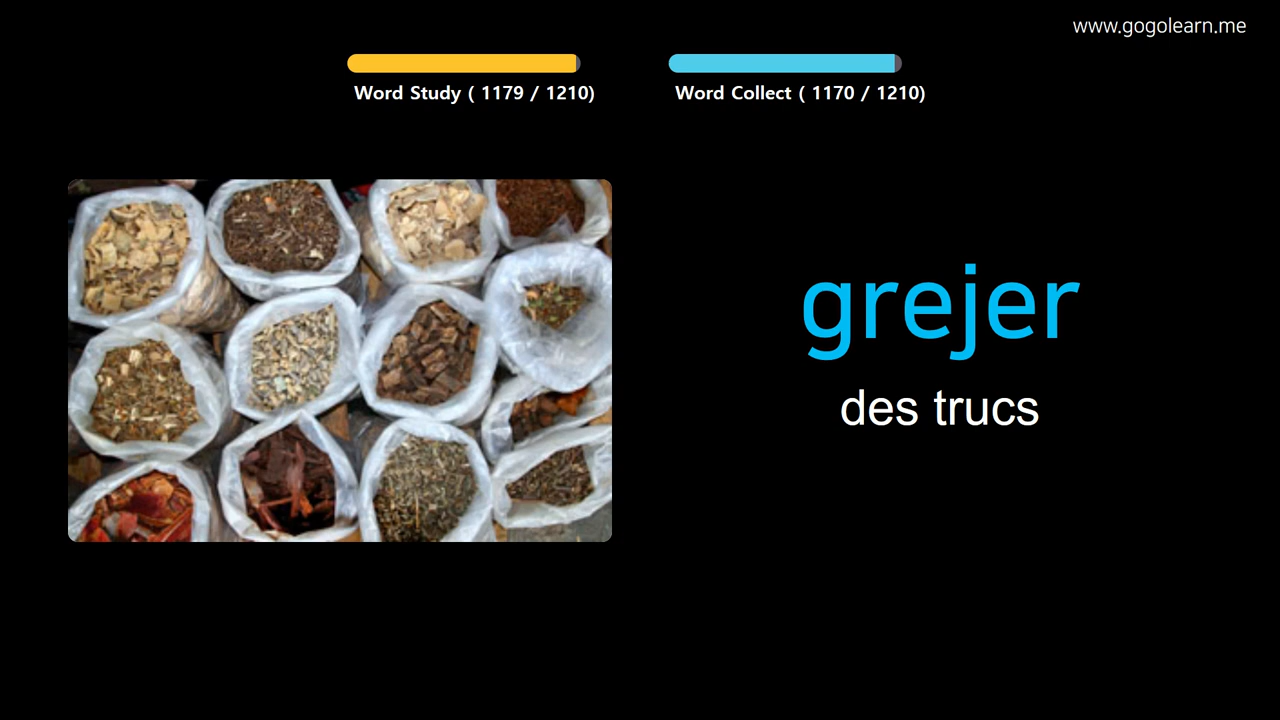 www.gogolearn.me
Word Study ( 1179 / 1210)
Word Collect ( 1170 / 1210)
grejer
des trucs